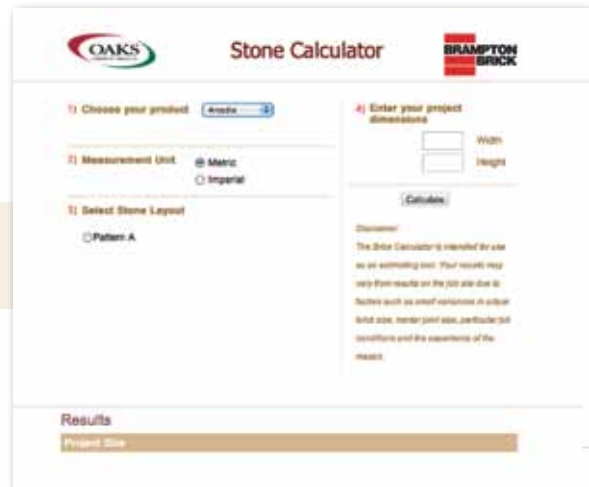 OAKS
Stone Calculator
BRAMPTON
BRICK
1) Choose your product
Arcadia
2) Measurement Unit
Metric
Imperial
3) Select Stone Layout
Pattern A
4) Enter your project
dimensions
Width
Height
Calculate
Disclaimer
The Brick Calculator is intended for use
as an estimating tool. Your results may
vary from results on the job site due to
factors such as small variances in actual
brick size, mortar joint size, particular job
conditions and the experience of the
mason.
Results
Project Size